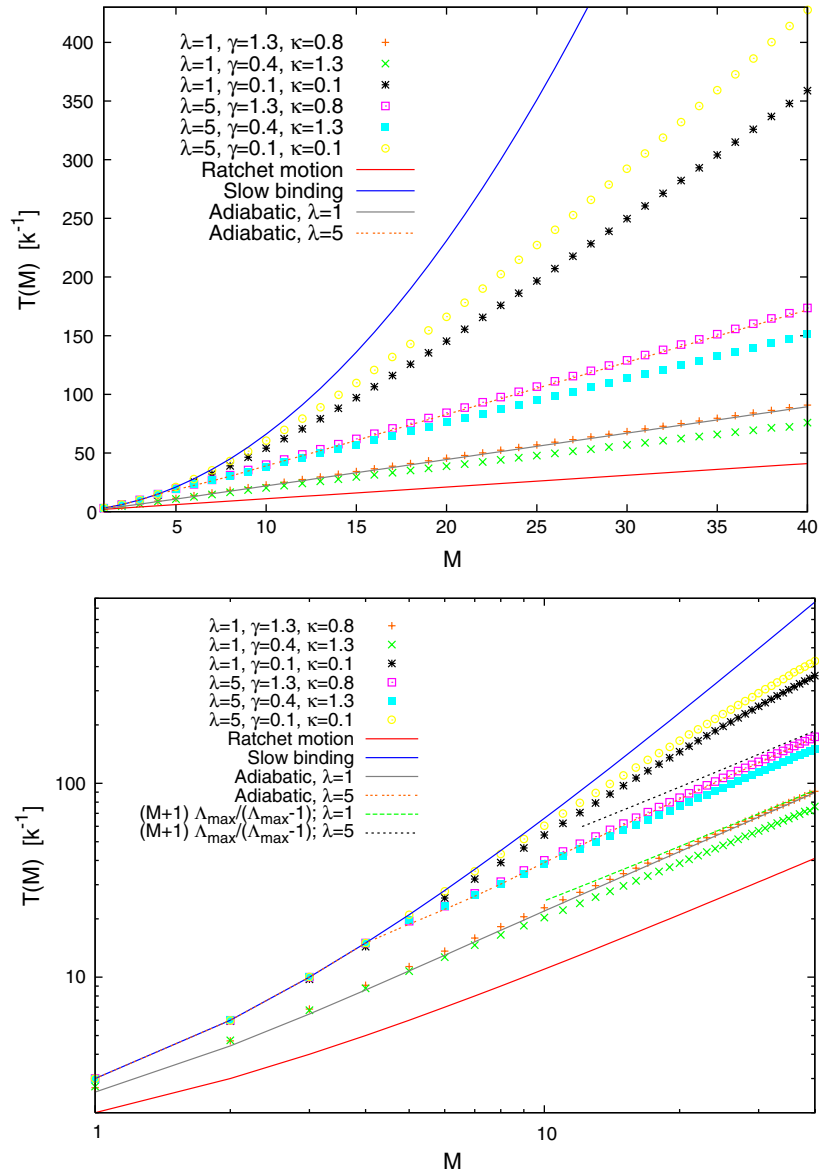 400
350
300
250
200
150
100
50
0
T(M) [k⁻¹]
λ=1, γ=1.3, κ=0.8
λ=1, γ=0.4, κ=1.3
λ=1, γ=0.1, κ=0.1
λ=5, γ=1.3, κ=0.8
λ=5, γ=0.4, κ=1.3
λ=5, γ=0.1, κ=0.1
Ratchet motion
Slow binding
Adiabatic, λ=1
Adiabatic, λ=5
5 10 15 20 25 30 35 40
M
λ=1, γ=1.3, κ=0.8
λ=1, γ=0.4, κ=1.3
λ=1, γ=0.1, κ=0.1
λ=5, γ=1.3, κ=0.8
λ=5, γ=0.4, κ=1.3
λ=5, γ=0.1, κ=0.1
Ratchet motion
Slow binding
Adiabatic, λ=1
Adiabatic, λ=5
(M+1) Λmax/(Λmax-1); λ=1
(M+1) Λmax/(Λmax-1); λ=5
100
10
T(M) [k⁻¹]
1 10
M